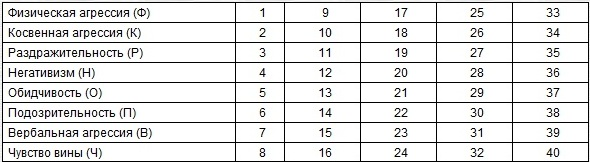 Физическая агрессия (Ф) 1 9 17 25 33
Косвенная агрессия (К) 2 10 18 26 34
Раздражительность (Р) 3 11 19 27 35
Негативизм (Н) 4 12 20 28 36
Обидчивость (О) 5 13 21 29 37
Подозрительность (П) 6 14 22 30 38
Вербальная агрессия (В) 7 15 23 31 39
Чувство вины (Ч) 8 16 24 32 40